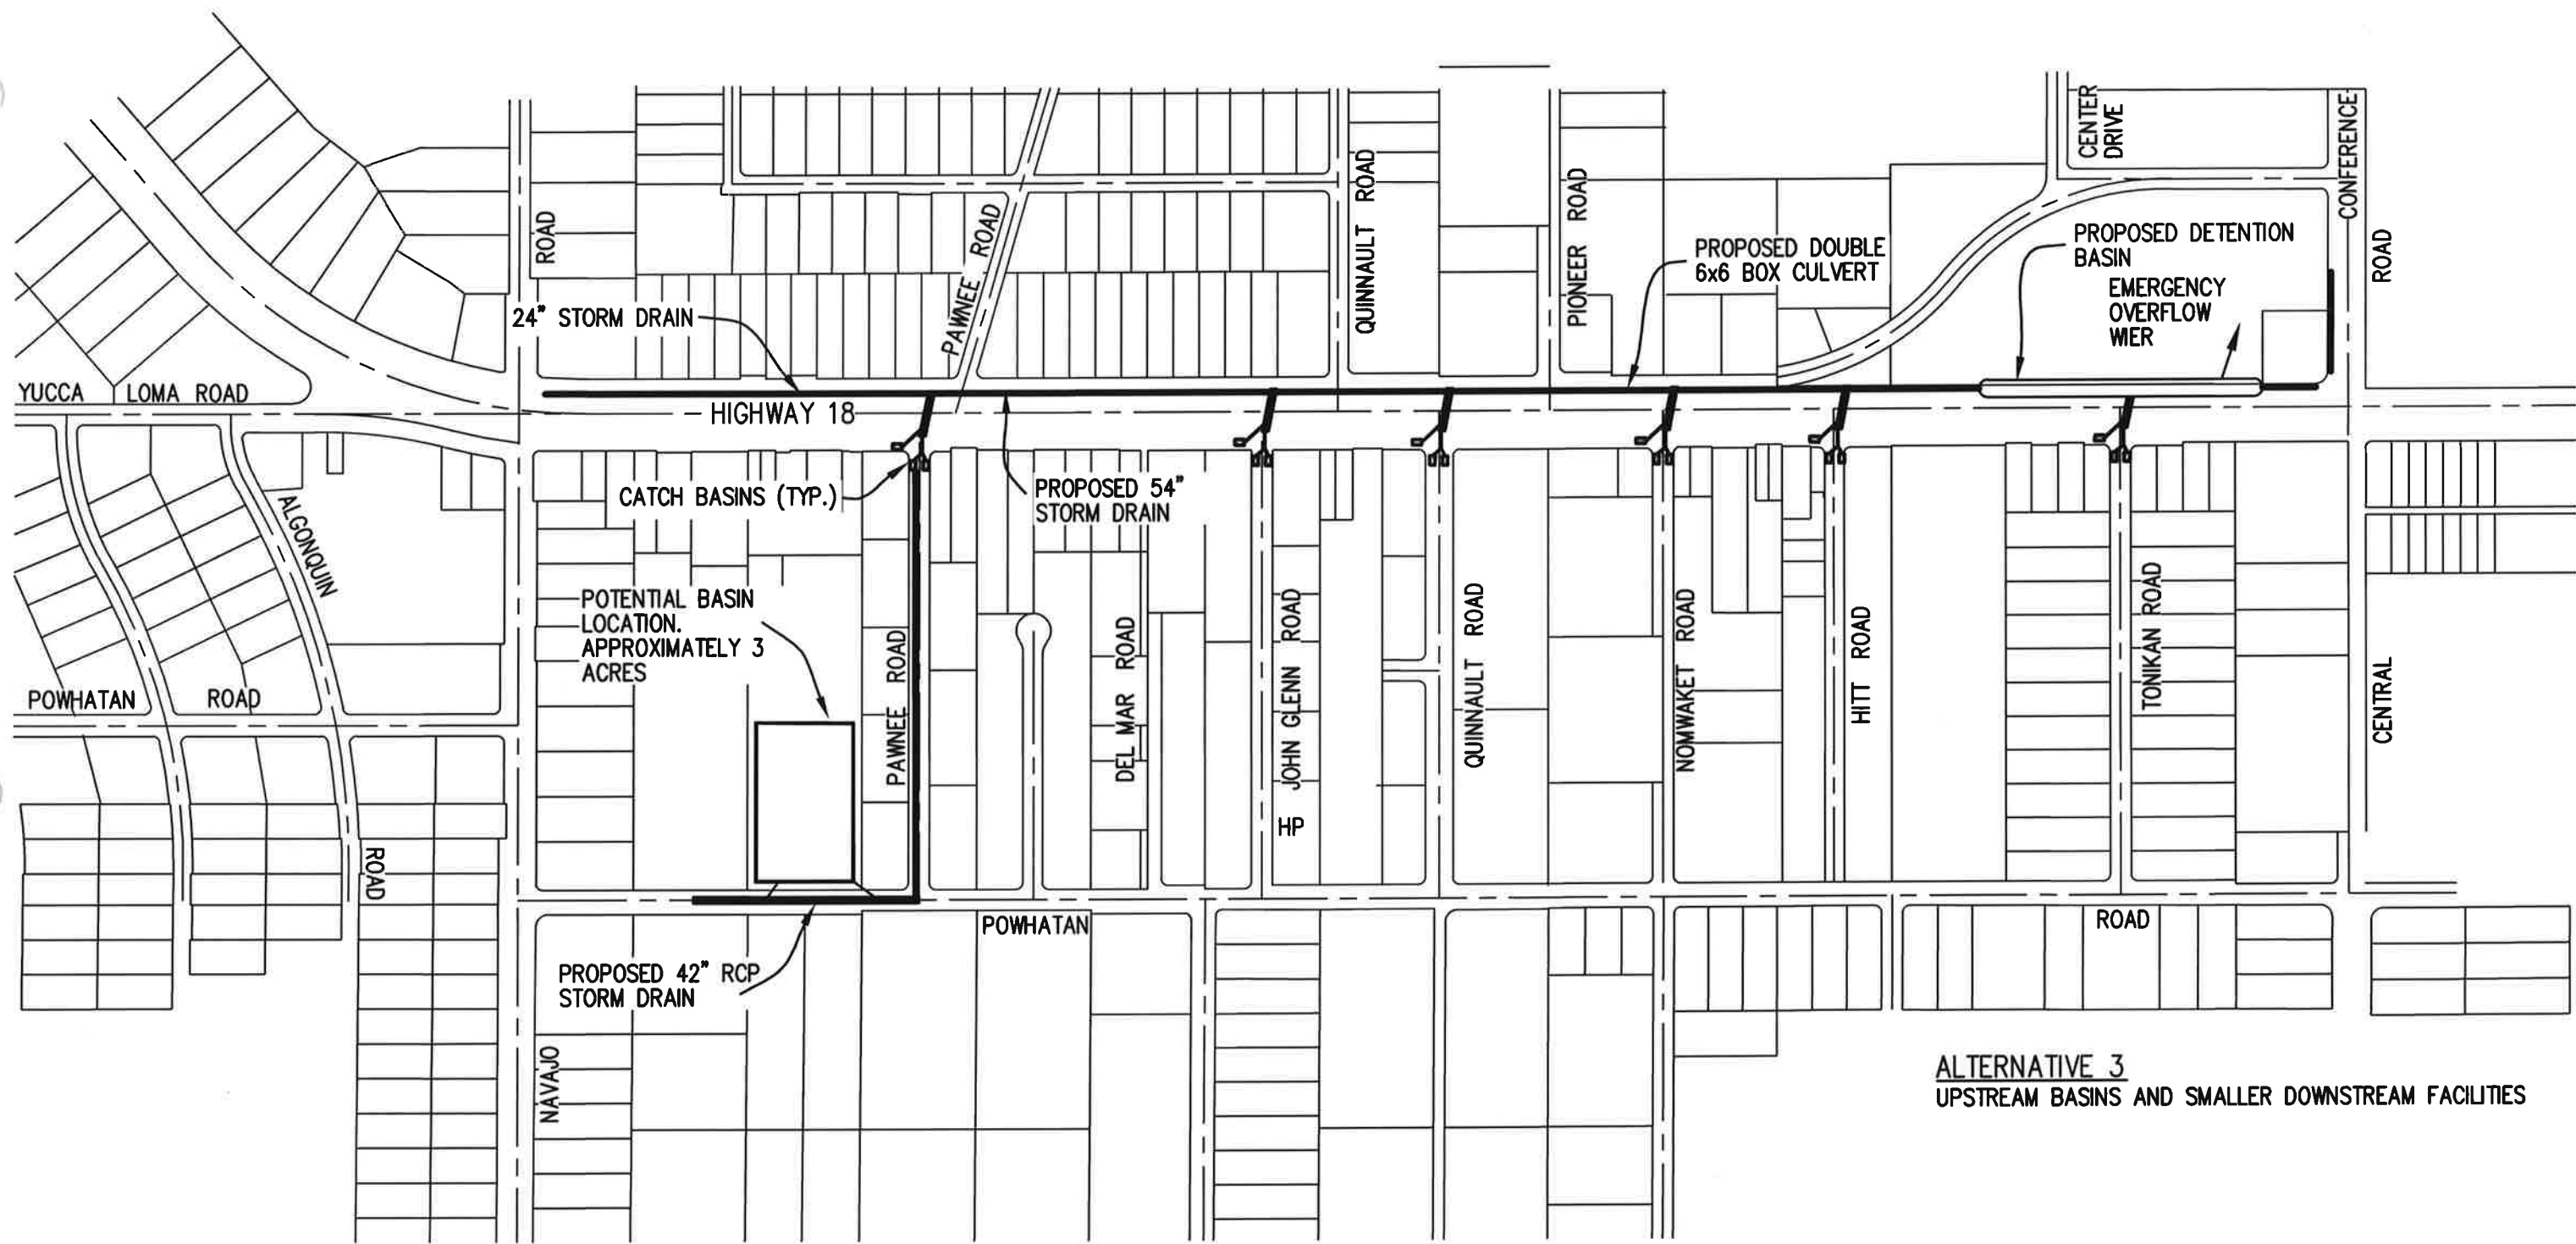 CENTER
DRIVE
CONFERENCE
ROAD
ROAD
PAWNEE ROAD
QUINNAULT ROAD
PIONEER ROAD
PROPOSED DOUBLE
6x6 BOX CULVERT
PROPOSED DETENTION
BASIN
EMERGENCY
OVERFLOW
WIER
24" STORM DRAIN
YUCCA LOMA ROAD
HIGHWAY 18
CATCH BASINS (TYP.)
PROPOSED 54"
STORM DRAIN
ALGONQUIN
ROAD
POTENTIAL BASIN
LOCATION.
APPROXIMATELY 3
ACRES
PAWNEE ROAD
DEL MAR ROAD
JOHN GLENN ROAD
HP
QUINNAULT ROAD
NOMWAKET ROAD
HITT ROAD
TONIKAN ROAD
CENTRAL
POWHATAN ROAD
POWHATAN
ROAD
PROPOSED 42" RCP
STORM DRAIN
NAVAJO
ALTERNATIVE 3
UPSTREAM BASINS AND SMALLER DOWNSTREAM FACILITIES